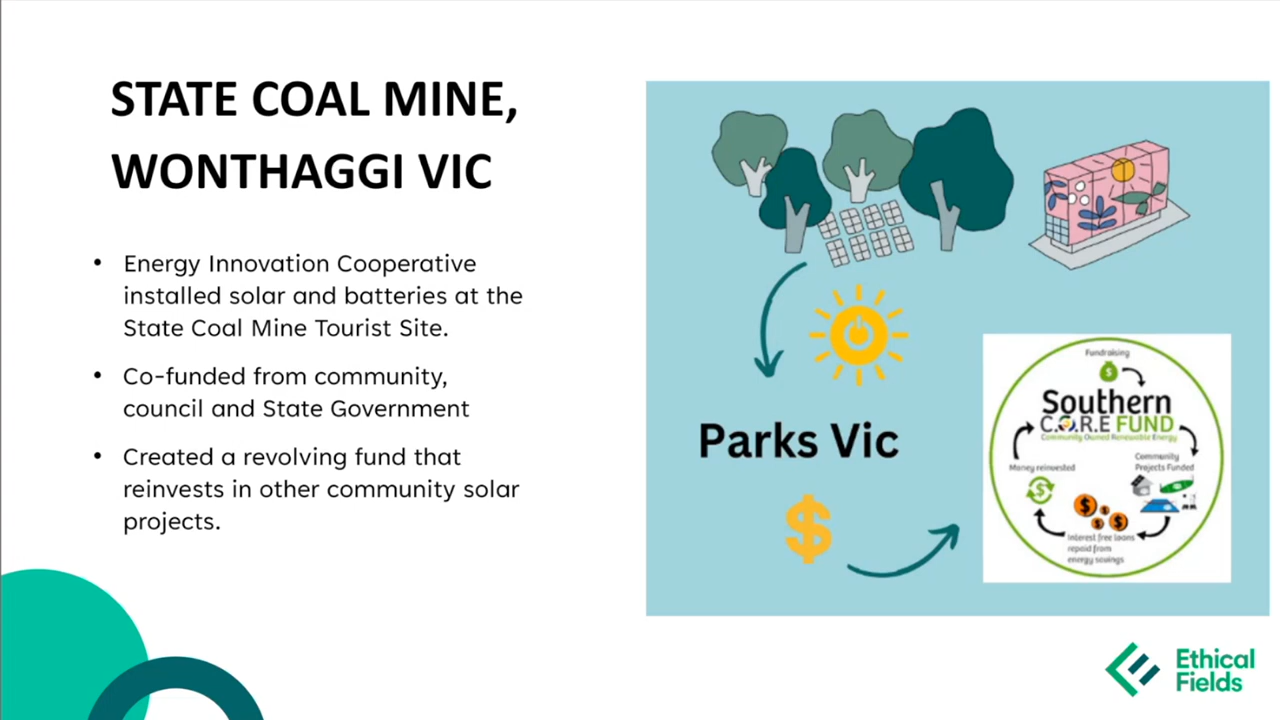 STATE COAL MINE,
WONTHAGGI VIC
• Energy Innovation Cooperative
installed solar and batteries at the
State Coal Mine Tourist Site.
• Co-funded from community,
council and State Government
• Created a revolving fund that
reinvests in other community solar
projects.
Parks Vic
$
Fundraising
$
Southern
C.O.R.E FUND
Community Owned Renewable Energy
Community
Projects Funded
Money reinvested
$
$
$
$
Interest free loans
repaid from
energy savings
Ethical
Fields